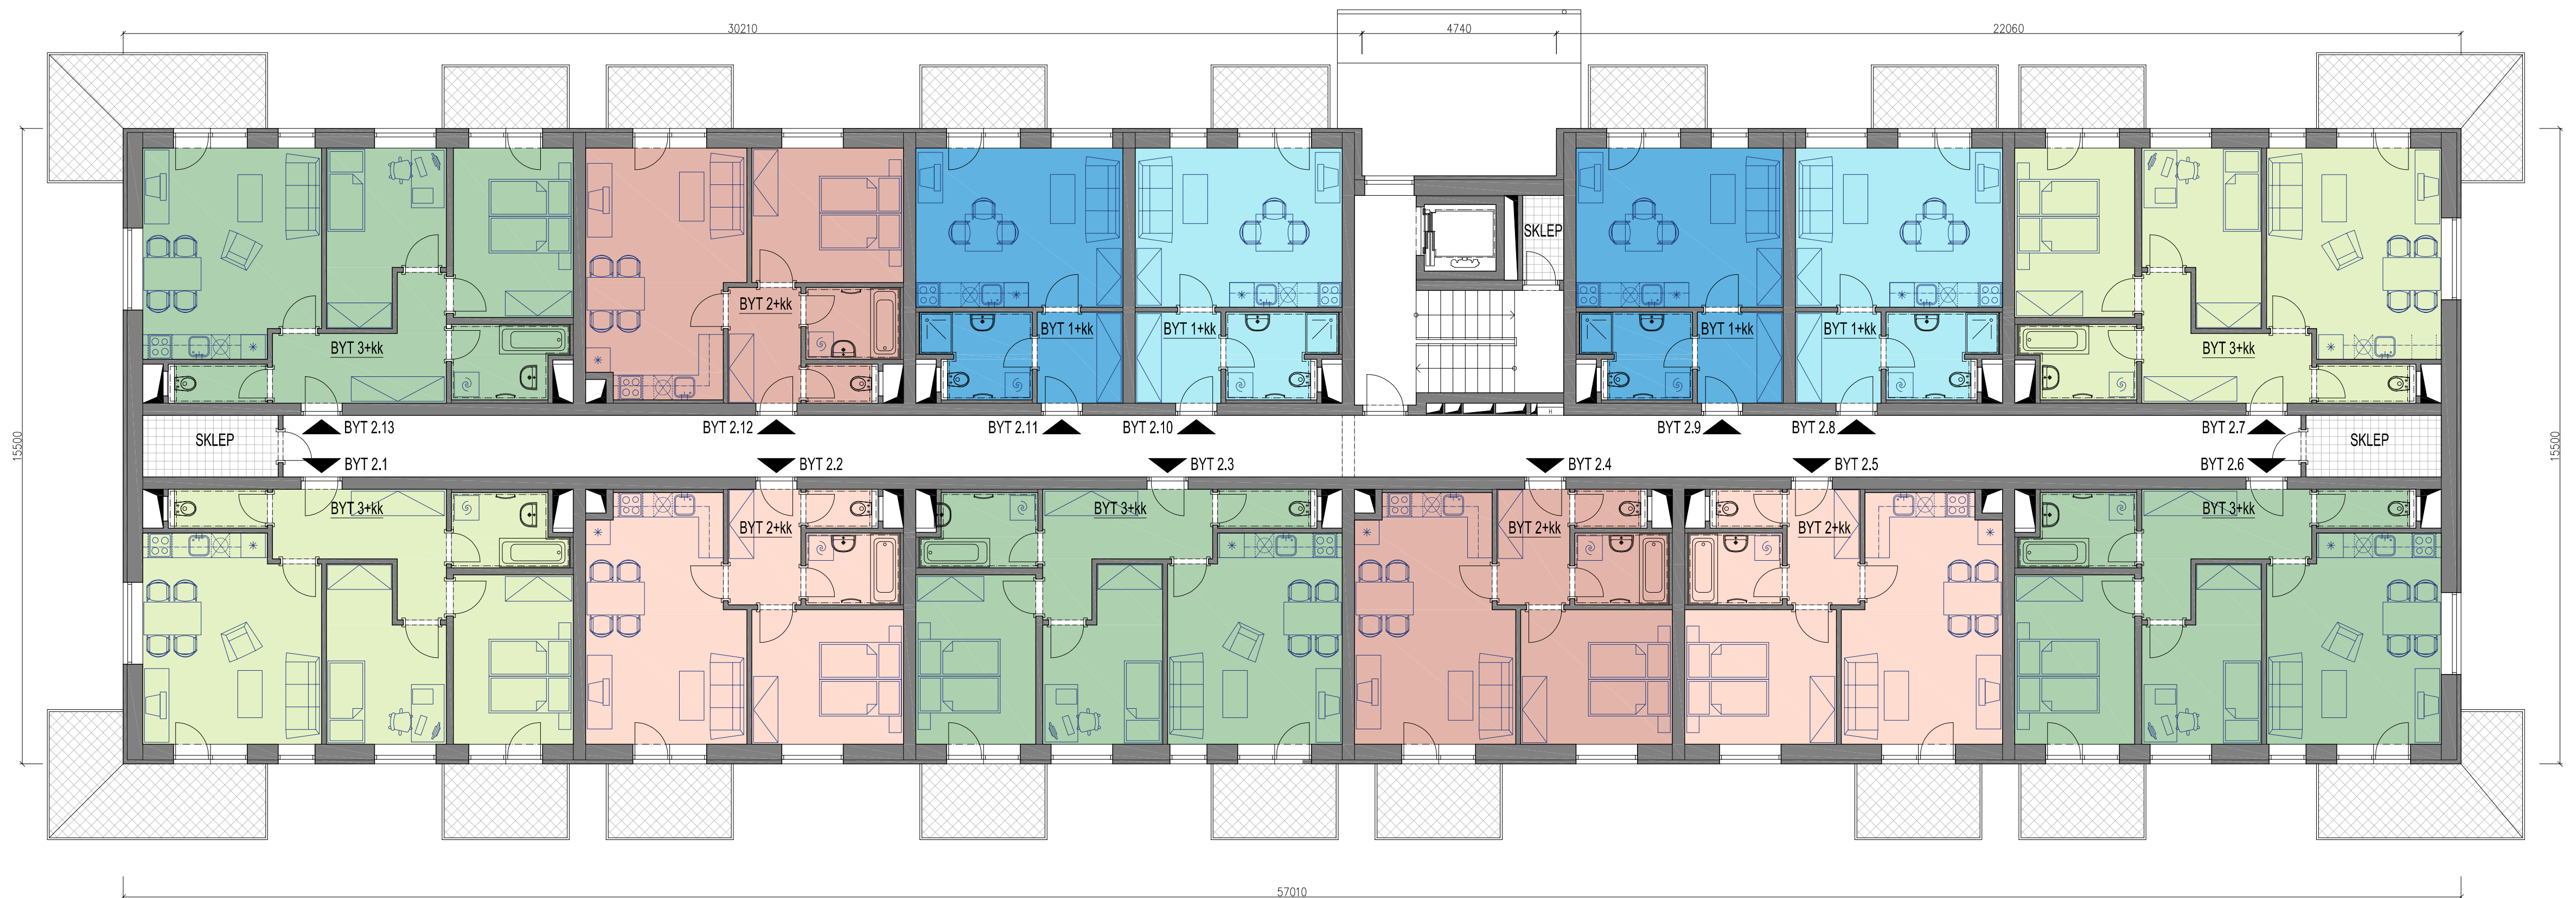 30210
4740
22060
15500
15500
SKLEP
BYT 2+kk
BYT 3+kk
BYT 1+kk
BYT 1+kk
BYT 1+kk
BYT 1+kk
BYT 3+kk
H
SKLEP
BYT 2.13
BYT 2.12
BYT 2.11
BYT 2.10
BYT 2.9
BYT 2.8
BYT 2.7
SKLEP
BYT 2.1
BYT 2.2
BYT 2.3
BYT 2.4
BYT 2.5
BYT 2.6
BYT 3+kk
BYT 2+kk
BYT 3+kk
BYT 2+kk
BYT 2+kk
BYT 3+kk
57010